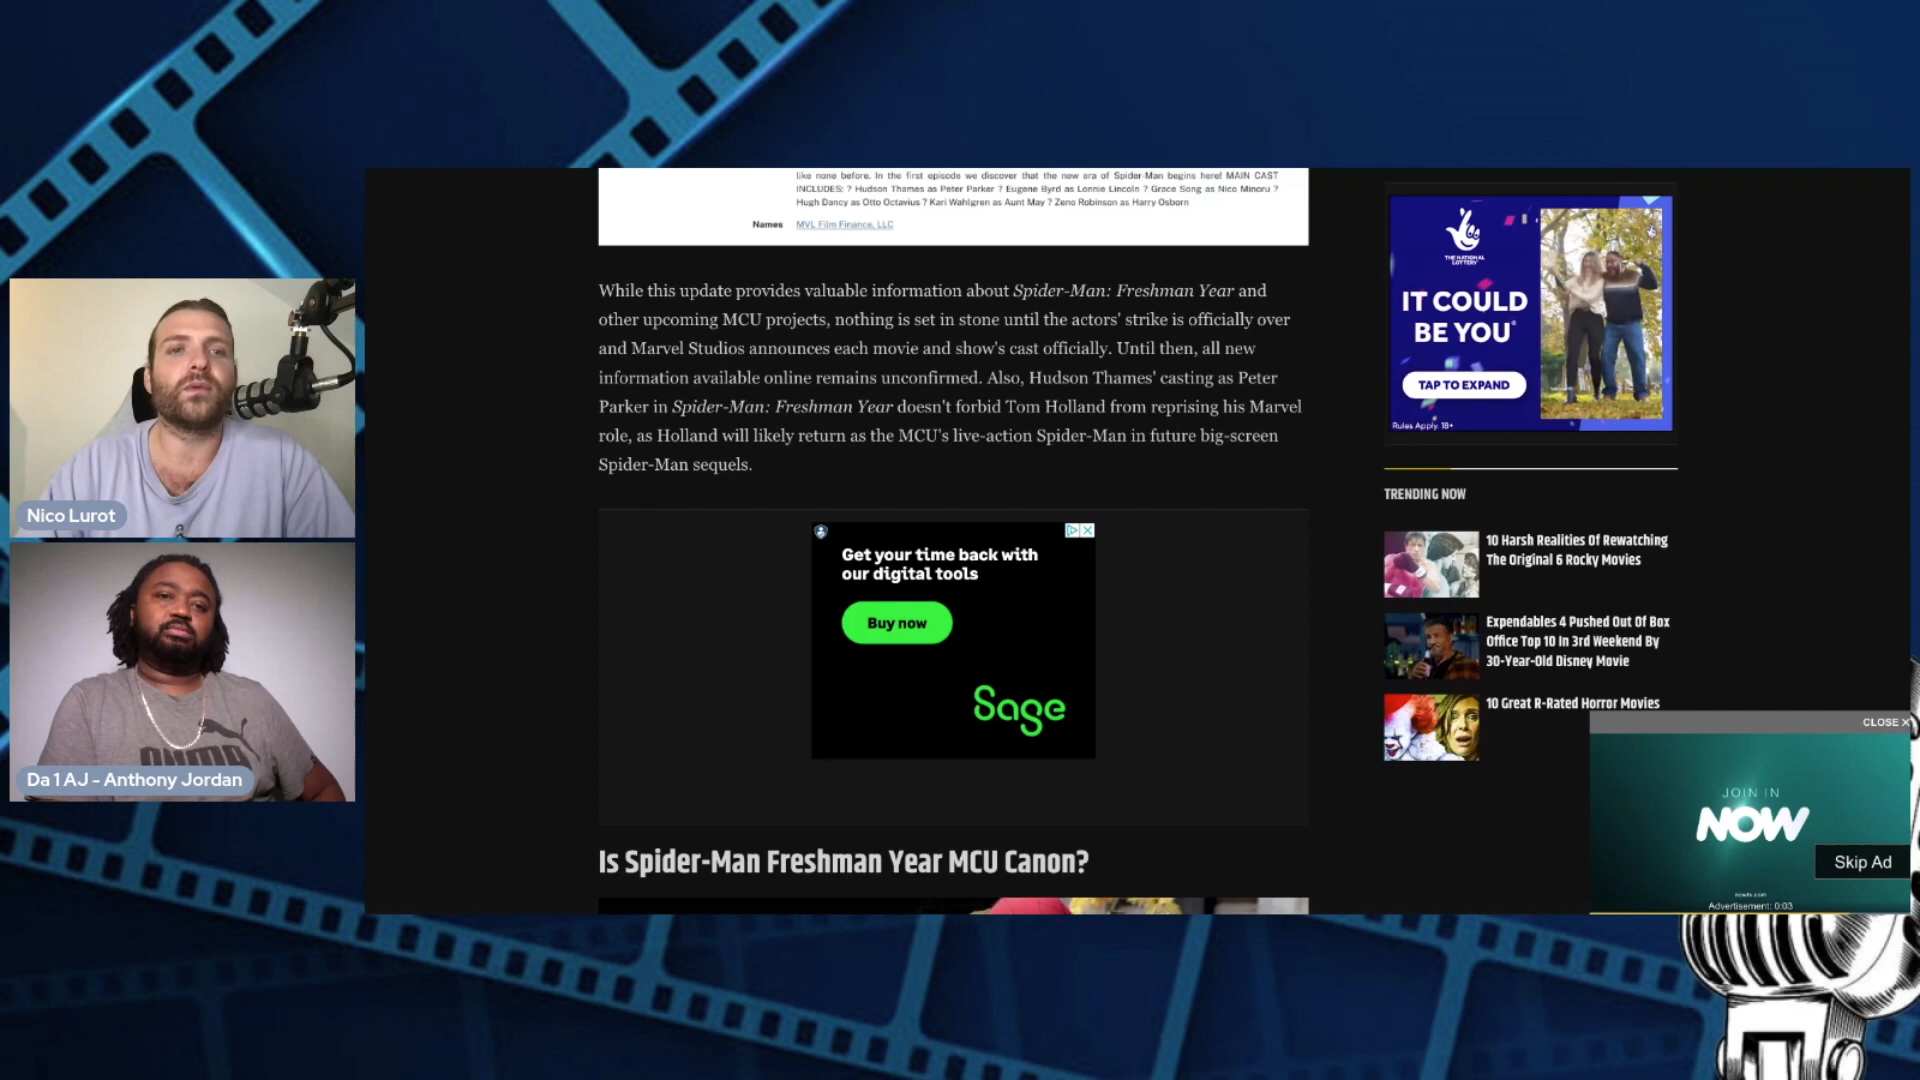 like none before. In the first episode we discover that the new era of Spider-Man begins here! MAIN CAST
INCLUDES: ? Hudson Thames as Peter Parker ? Eugene Byrd as Lonnie Lincoln ? Grace Song as Nico Minoru ?
Hugh Dancy as Otto Octavius ? Kari Wahlgren as Aunt May ? Zeno Robinson as Harry Osborn
Names MVL Film Finance, LLC
While this update provides valuable information about Spider-Man: Freshman Year and
other upcoming MCU projects, nothing is set in stone until the actors' strike is officially over
and Marvel Studios announces each movie and show's cast officially. Until then, all new
information available online remains unconfirmed. Also, Hudson Thames' casting as Peter
Parker in Spider-Man: Freshman Year doesn't forbid Tom Holland from reprising his Marvel
role, as Holland will likely return as the MCU's live-action Spider-Man in future big-screen
Spider-Man sequels.
Get your time back with
our digital tools
Buy now
Sage
Is Spider-Man Freshman Year MCU Canon?
THE NATIONAL
LOTTERY
IT COULD
BE YOU®
TAP TO EXPAND
Rules Apply. 18+
TRENDING NOW
10 Harsh Realities Of Rewatching
The Original 6 Rocky Movies
Expendables 4 Pushed Out Of Box
Office Top 10 In 3rd Weekend By
30-Year-Old Disney Movie
10 Great R-Rated Horror Movies
CLOSE X
JOIN IN
NOW
Skip Ad
nowtv.com
Advertisement: 0:03
Nico Lurot
PUMA
Da 1 AJ - Anthony Jordan